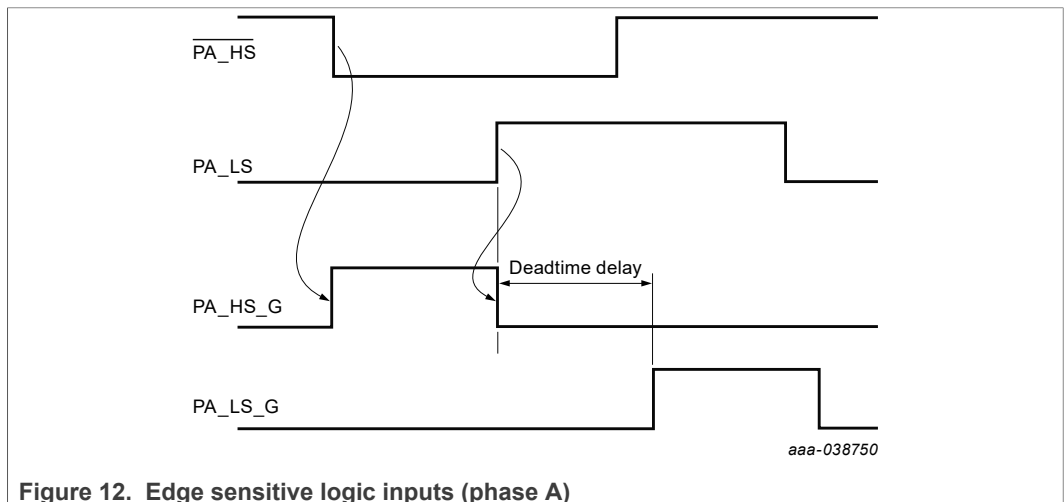 PA_HS
PA_LS
Deadtime delay
PA_HS_G
PA_LS_G
aaa-038750
Figure 12. Edge sensitive logic inputs (phase A)